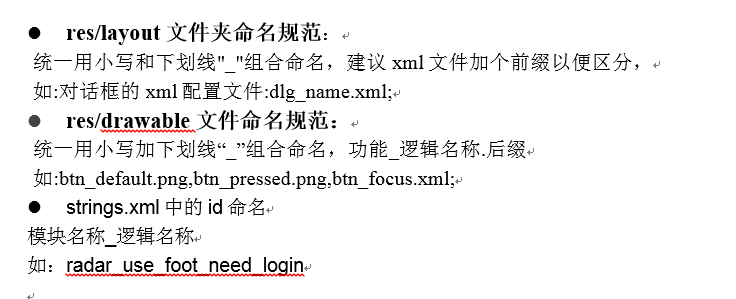 ● res/layout 文件夹命名规范：
统一用小写和下划线"_"组合命名，建议 xml 文件加个前缀以便区分，
如:对话框的 xml 配置文件:dlg_name.xml;
● res/drawable 文件命名规范：
统一用小写加下划线“_”组合命名，功能_逻辑名称.后缀
如:btn_default.png,btn_pressed.png,btn_focus.xml;
● strings.xml 中的 id 命名
模块名称_逻辑名称
如：radar_use_foot_need_login